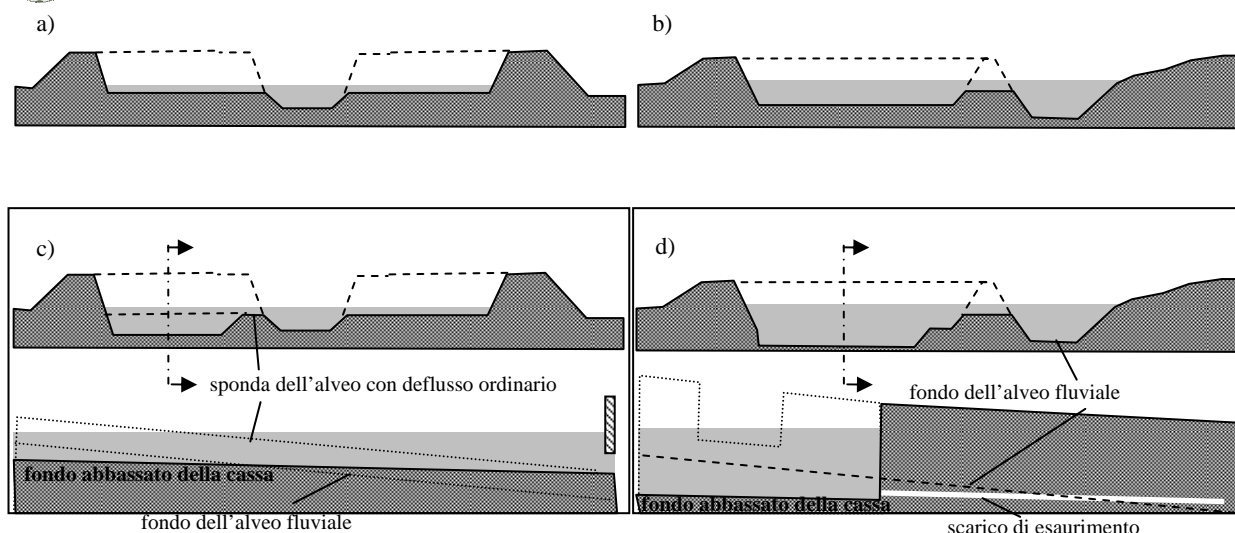 a)
b)
c)
sponda dell'alveo con deflusso ordinario
fondo abbassato della cassa
fondo dell'alveo fluviale
d)
fondo dell'alveo fluviale
fondo abbassato della cassa
scarico di esaurimento